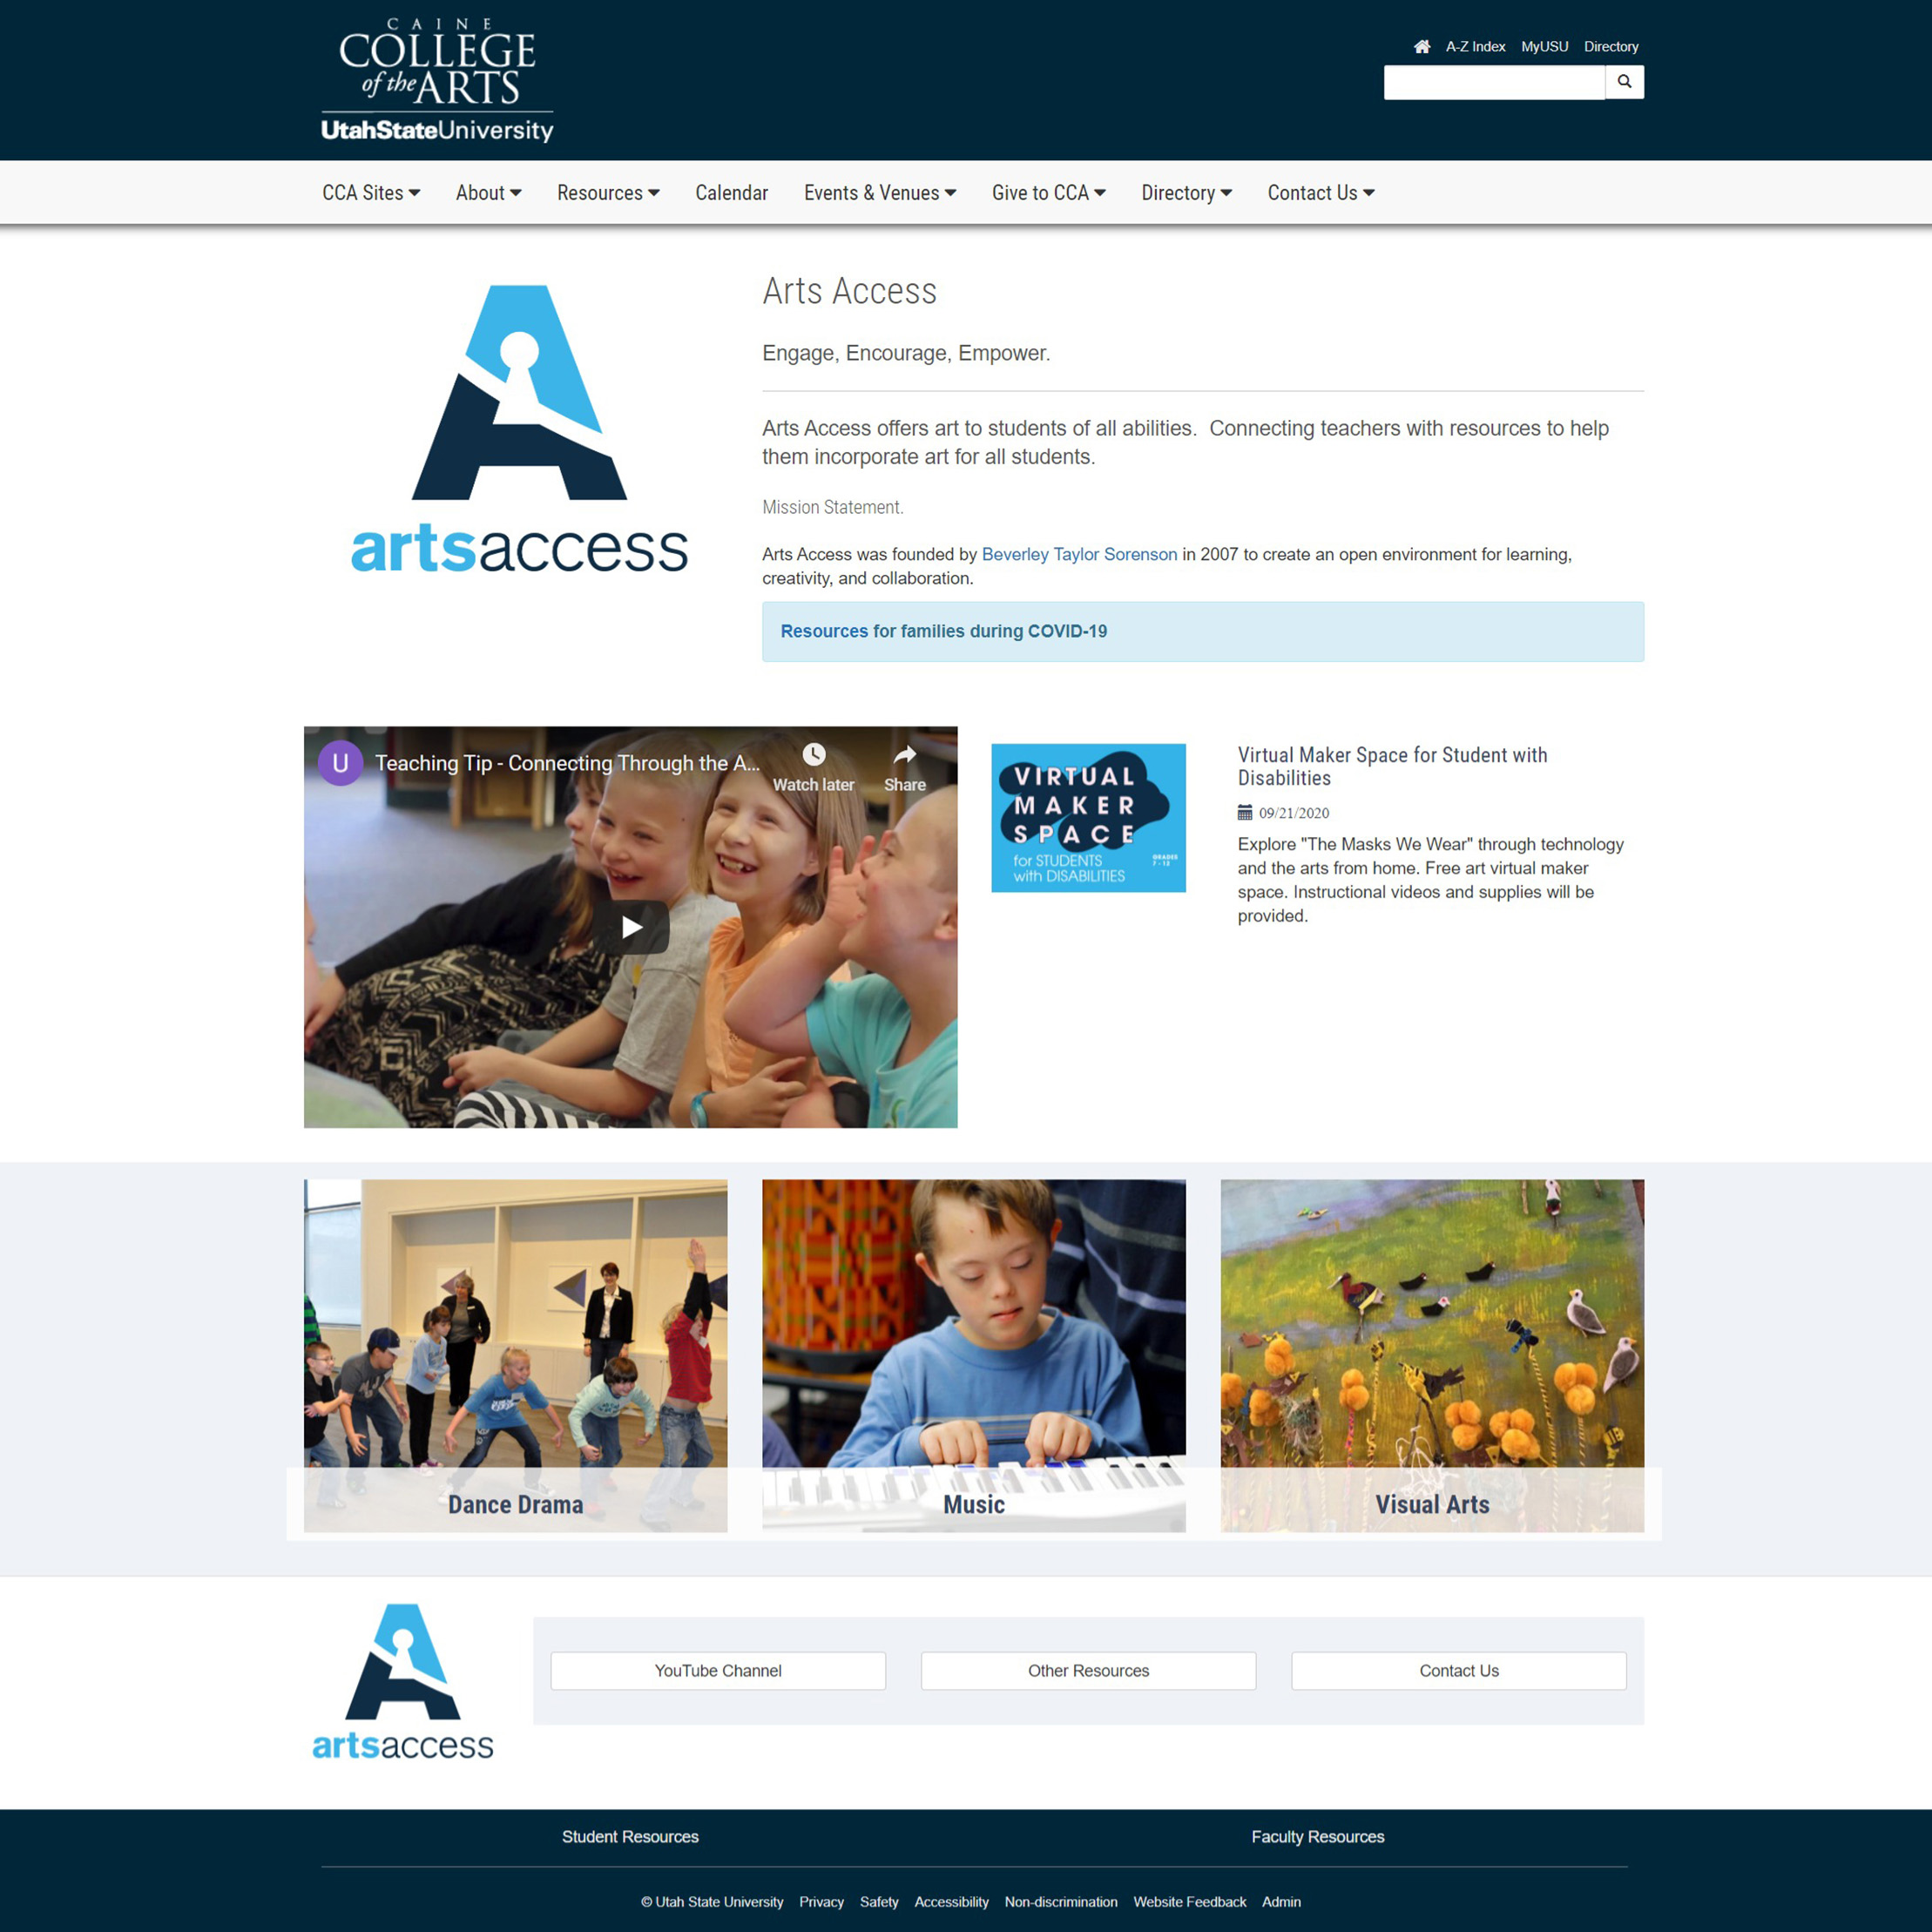 CAINE
COLLEGE
of the ARTS
UtahStateUniversity
A-Z Index MyUSU Directory
CCA Sites About Resources Calendar Events & Venues Give to CCA Directory Contact Us
artsaccess
Arts Access
Engage, Encourage, Empower.
Arts Access offers art to students of all abilities. Connecting teachers with resources to help
them incorporate art for all students.
Mission Statement.
Arts Access was founded by Beverley Taylor Sorenson in 2007 to create an open environment for learning,
creativity, and collaboration.
Resources for families during COVID-19
U Teaching Tip - Connecting Through the A...
Watch later Share
VIRTUAL
MAKER
SPACE
for STUDENTS
with DISABILITIES
GRADES
7 - 12
Virtual Maker Space for Student with
Disabilities
09/21/2020
Explore "The Masks We Wear" through technology
and the arts from home. Free art virtual maker
space. Instructional videos and supplies will be
provided.
Dance Drama
Music
Visual Arts
artsaccess
YouTube Channel
Other Resources
Contact Us
Student Resources
Faculty Resources
© Utah State University Privacy Safety Accessibility Non-discrimination Website Feedback Admin